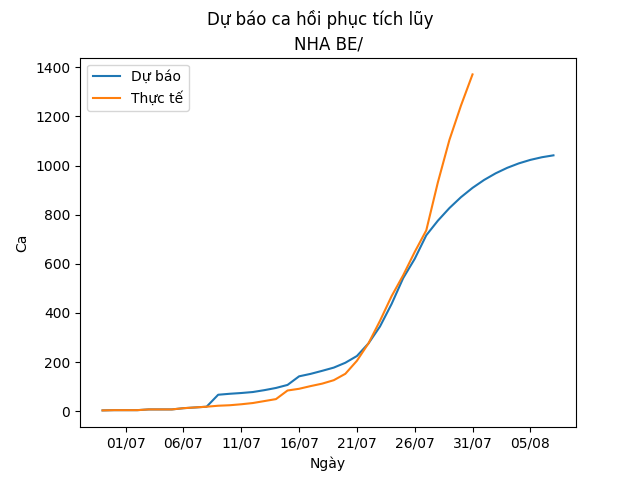 Dự báo ca hồi phục tích lũy
NHA BE/
Dự báo
Thực tế
1400
1200
1000
800
600
400
200
0
Ca
01/07 06/07 11/07 16/07 21/07 26/07 31/07 05/08
Ngày